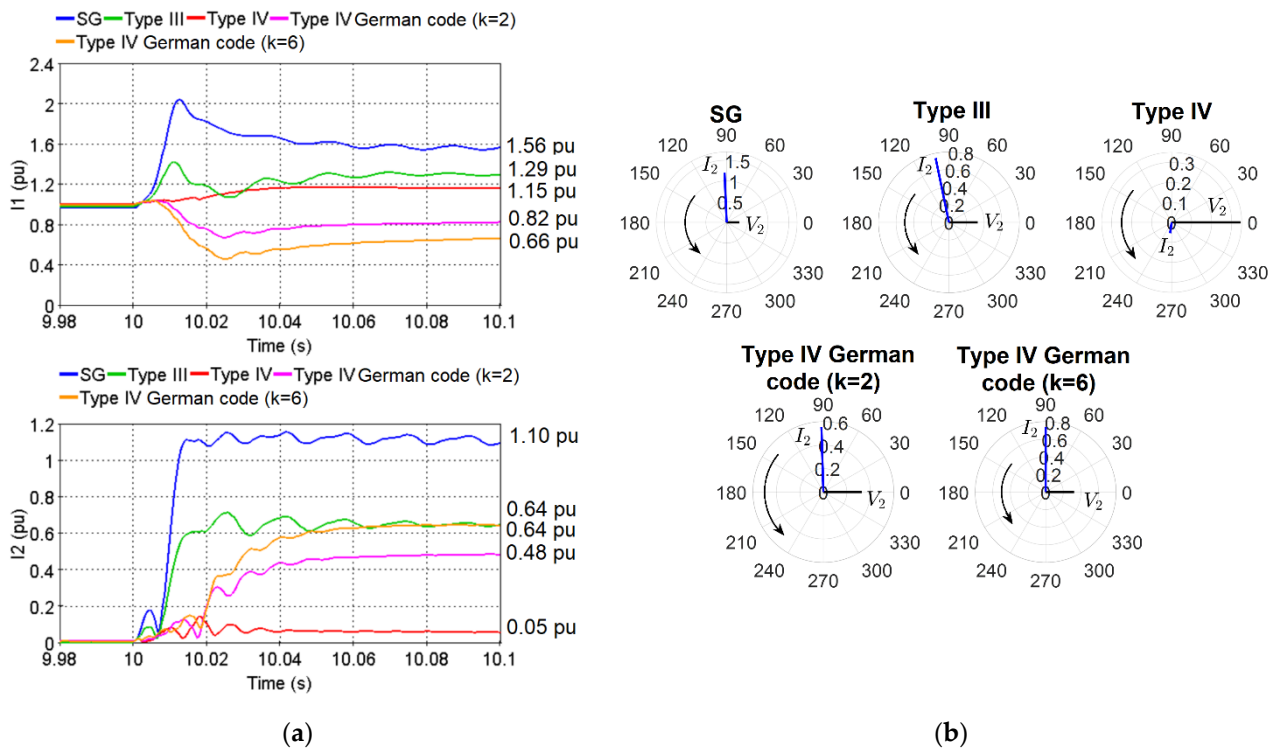 SG Type III Type IV Type IV German code (k=2)
Type IV German code (k=6)
2.4
2
1.6
1.2
0.8
0.4
0
I1 (pu)
1.56 pu
1.29 pu
1.15 pu
0.82 pu
0.66 pu
9.98 10 10.02 10.04 10.06 10.08 10.1
Time (s)
SG Type III Type IV Type IV German code (k=2)
Type IV German code (k=6)
1.2
1
0.8
0.6
0.4
0.2
0
I2 (pu)
1.10 pu
0.64 pu
0.64 pu
0.48 pu
0.05 pu
9.98 10 10.02 10.04 10.06 10.08 10.1
Time (s)
(a)
SG
90
120 60
150 30
180 0
210 330
240 300
270
1.5
1
0.5
0
I2
V2
Type III
90
120 60
150 30
180 0
210 330
240 300
270
0.8
0.6
0.4
0.2
0
I2
V2
Type IV
90
120 60
150 30
180 0
210 330
240 300
270
0.3
0.2
0.1
0
I2
V2
Type IV German
code (k=2)
90
120 60
150 30
180 0
210 330
240 300
270
0.6
0.4
0.2
0
I2
V2
Type IV German
code (k=6)
90
120 60
150 30
180 0
210 330
240 300
270
0.8
0.6
0.4
0.2
0
I2
V2
(b)